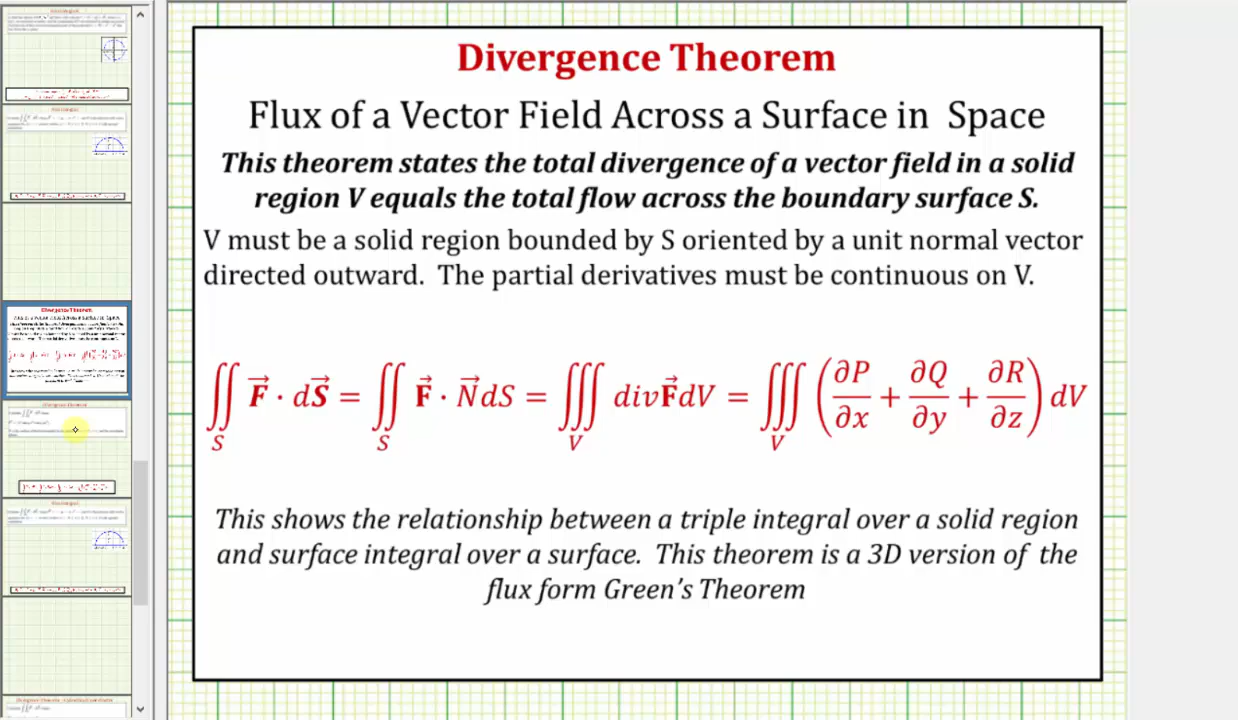 Divergence Theorem
Flux of a Vector Field Across a Surface in Space
This theorem states the total divergence of a vector field in a solid
region V equals the total flow across the boundary surface S.
V must be a solid region bounded by S oriented by a unit normal vector
directed outward. The partial derivatives must be continuous on V.
∬_S F⃗ · dS⃗ = ∬_S F⃗ · N⃗dS = ∭_V divF⃗dV = ∭_V (∂P/∂x + ∂Q/∂y + ∂R/∂z) dV
This shows the relationship between a triple integral over a solid region
and surface integral over a surface. This theorem is a 3D version of the
flux form Green's Theorem